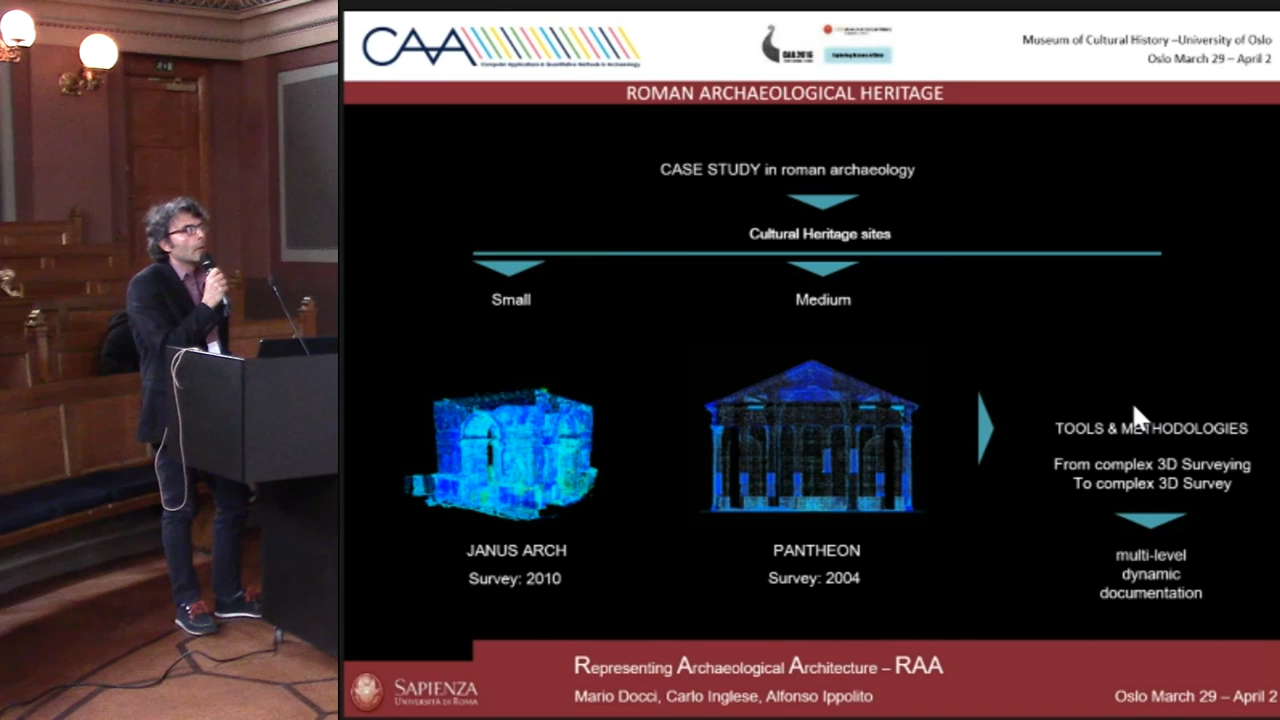 CAA
Computer Applications & Quantitative Methods in Archaeology
CAA 2016
Museum of Cultural History –University of Oslo
Oslo March 29 – April 2
ROMAN ARCHAEOLOGICAL HERITAGE
CASE STUDY in roman archaeology
Cultural Heritage sites
Small
Medium
TOOLS & METHODOLOGIES
From complex 3D Surveying
To complex 3D Survey
JANUS ARCH
PANTHEON
Survey: 2010
Survey: 2004
multi-level
dynamic
documentation
Representing Archaeological Architecture – RAA
SAPIENZA
UNIVERSITÀ DI ROMA
Mario Docci, Carlo Inglese, Alfonso Ippolito
Oslo March 29 – April 2